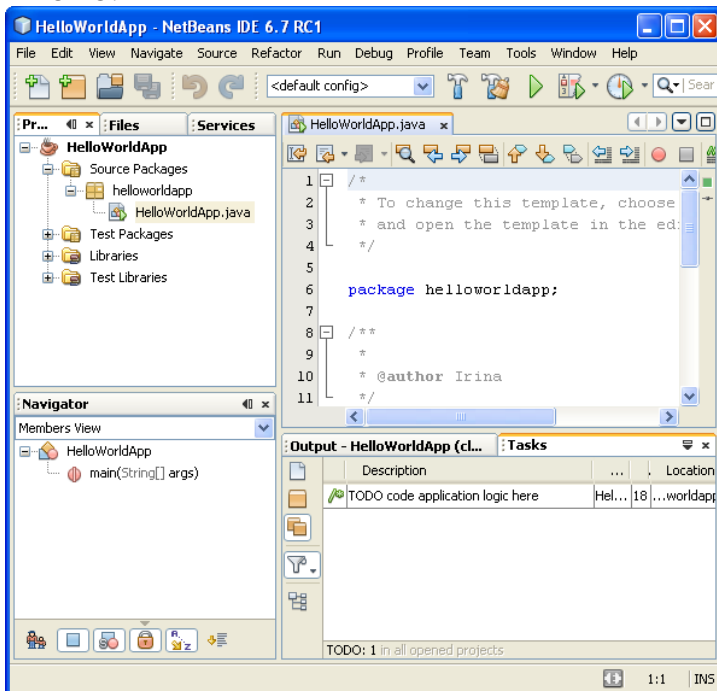 HelloWorldApp - NetBeans IDE 6.7 RC1
File Edit View Navigate Source Refactor Run Debug Profile Team Tools Window Help
<default config> Sear
Pr... Files Services
HelloWorldApp
Source Packages
helloworldapp
HelloWorldApp.java
Test Packages
Libraries
Test Libraries
HelloWorldApp.java
1 /*
2 * To change this template, choose
3 * and open the template in the ed
4 */
5
6 package helloworldapp;
7
8 /**
9 *
10 * @author Irina
11 */
Navigator
Members View
HelloWorldApp
main(String[] args)
Output - HelloWorldApp (cl... Tasks
Description ... . Location
TODO code application logic here Hel... 18 ...worldapp
TODO: 1 in all opened projects
1:1 INS